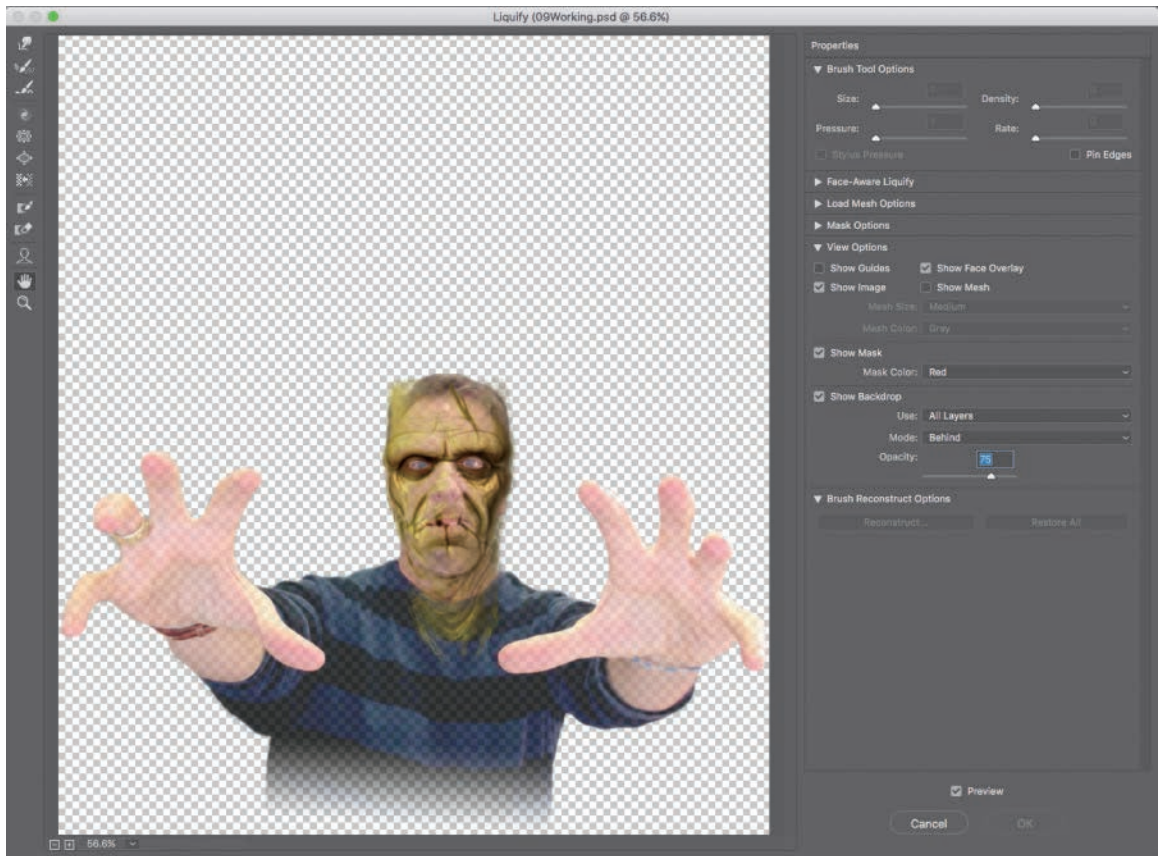 Liquify (09Working.psd @ 56.6%)
Properties
Brush Tool Options
Size:
Density:
Pressure:
Rate:
Stylus Pressure
Pin Edges
Face-Aware Liquify
Load Mesh Options
Mask Options
View Options
Show Guides
Show Face Overlay
Show Image
Show Mesh
Mesh Size: Medium
Mesh Color: Gray
Show Mask
Mask Color: Red
Show Backdrop
Use: All Layers
Mode: Behind
Opacity: 75
Brush Reconstruct Options
Reconstruct...
Restore All
Preview
Cancel
OK
56.6%